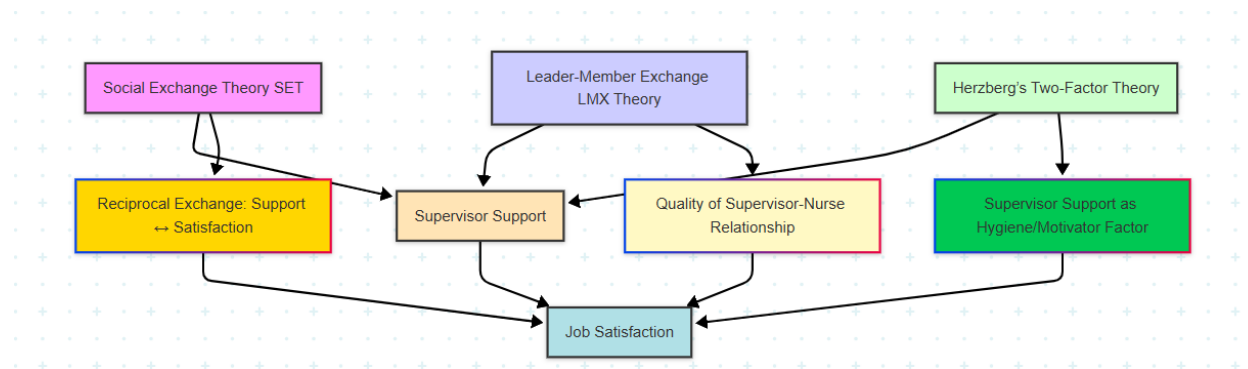 Social Exchange Theory SET
Leader-Member Exchange
LMX Theory
Herzberg's Two-Factor Theory
Reciprocal Exchange: Support
↔ Satisfaction
Supervisor Support
Quality of Supervisor-Nurse
Relationship
Supervisor Support as
Hygiene/Motivator Factor
Job Satisfaction